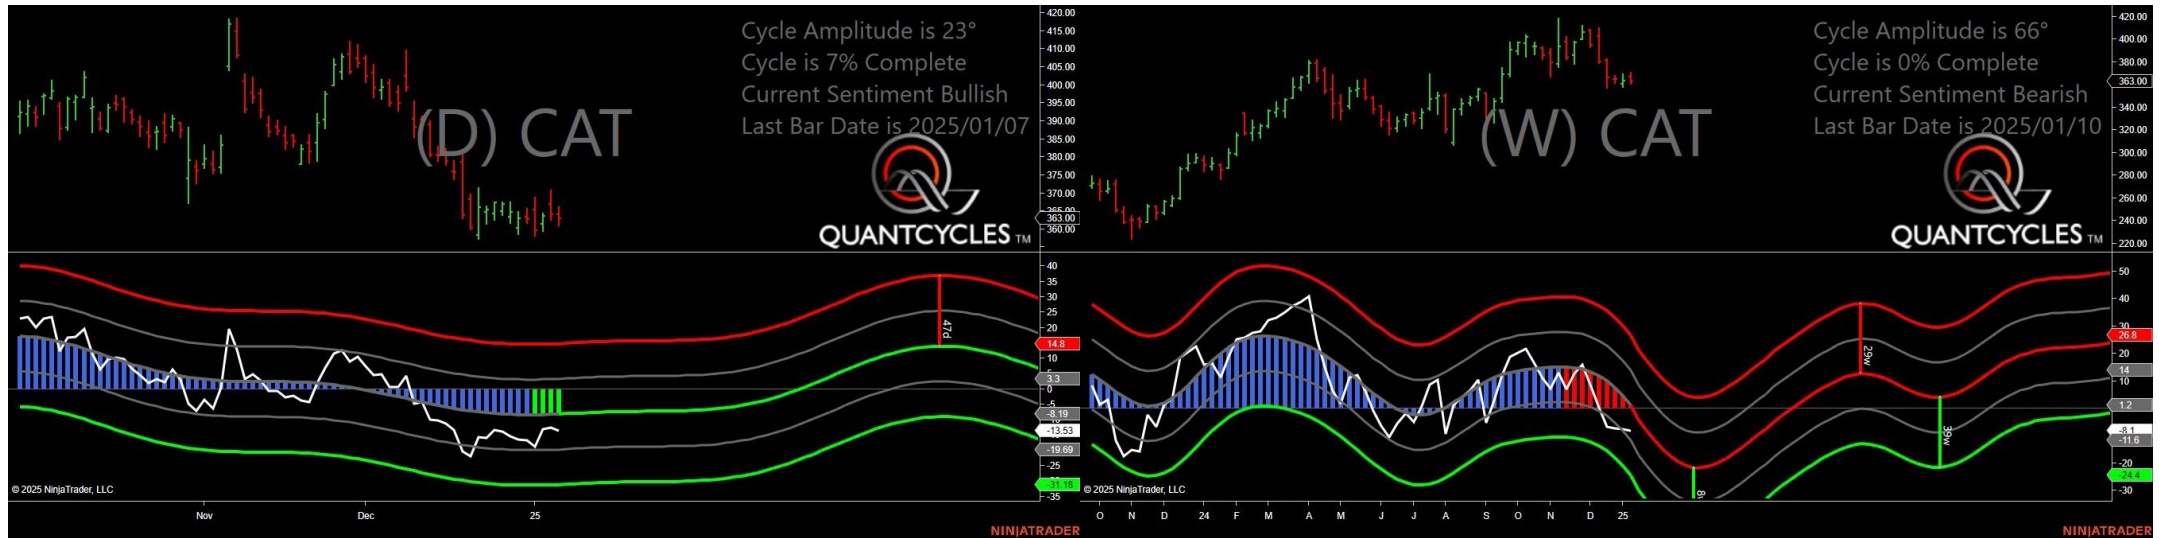 Cycle Amplitude is 23°
Cycle is 7% Complete
Current Sentiment Bullish
Last Bar Date is 2025/01/07
(D) CAT
QUANTCYCLES TM
420.00
415.00
410.00
405.00
400.00
395.00
390.00
385.00
380.00
375.00
370.00
365.00
363.00
360.00
40
35
30
25
20
14.8
10
3.3
0
-5
-8.19
-13.53
-19.69
-25
-31.18
-35
47d
© 2025 NinjaTrader, LLC
Nov
Dec
25
NINJATRADER
Cycle Amplitude is 66°
Cycle is 0% Complete
Current Sentiment Bearish
Last Bar Date is 2025/01/10
(W) CAT
QUANTCYCLES TM
420.00
400.00
380.00
363.00
340.00
320.00
300.00
280.00
260.00
240.00
220.00
50
40
30
26.8
20
14
10
1.2
-8.1
-11.6
-20
-24.4
-30
29w
39w
© 2025 NinjaTrader, LLC
O
N
D
24
F
M
A
M
J
J
A
S
O
N
D
25
NINJATRADER